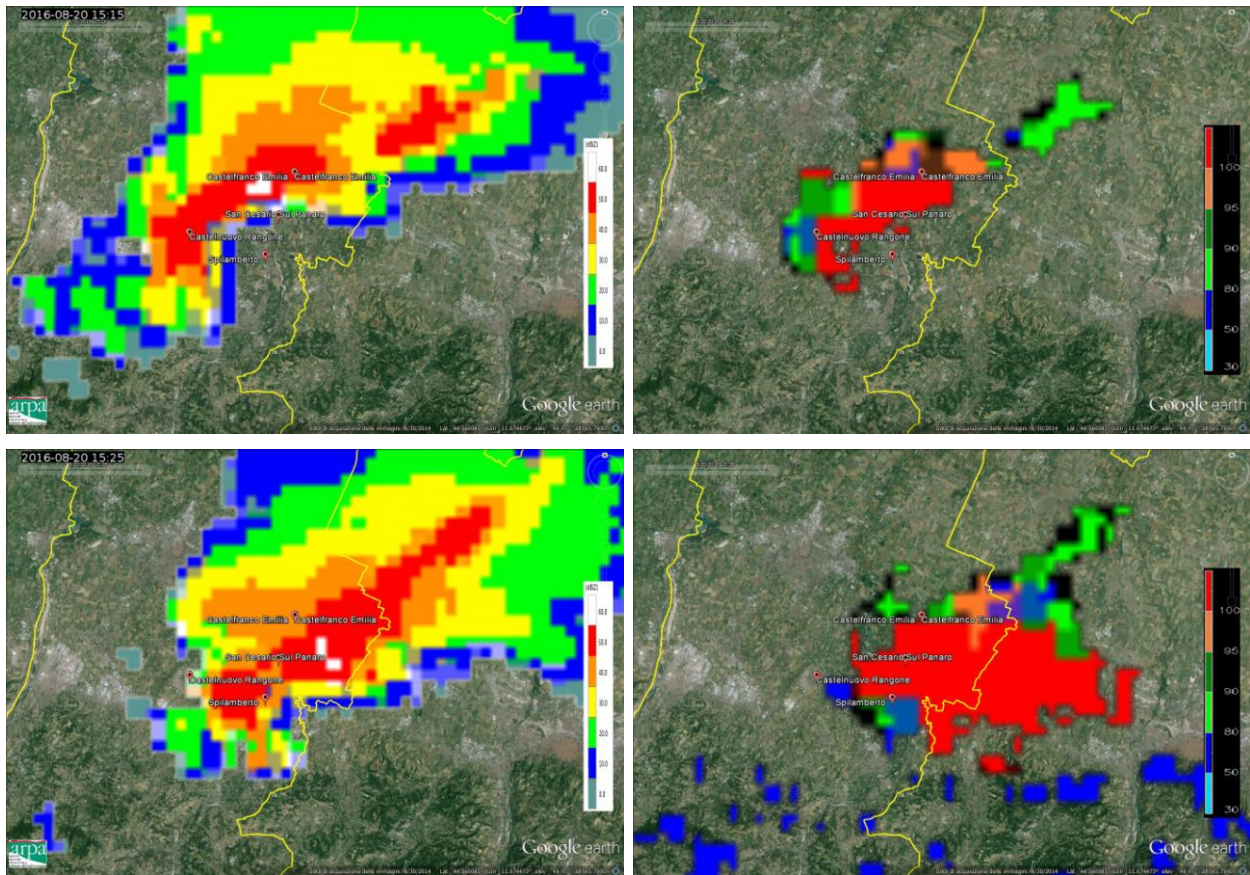 2016-08-20 15:15
(dBZ)
60.0
50.0
40.0
30.0
20.0
10.0
Castelfranco Emilia
Castelfranco Emilia
San Cesario Sul Panaro
Castelnuovo Rangone
Spilamberto
arpa
Google earth
100
95
90
80
50
30
Castelfranco Emilia
Castelfranco Emilia
San Cesario Sul Panaro
Castelnuovo Rangone
Spilamberto
Google earth
2016-08-20 15:25
(dBZ)
60.0
50.0
40.0
30.0
20.0
10.0
Castelfranco Emilia
Castelfranco Emilia
San Cesario Sul Panaro
Castelnuovo Rangone
Spilamberto
arpa
Google earth
100
95
90
80
50
30
Castelfranco Emilia
Castelfranco Emilia
San Cesario Sul Panaro
Castelnuovo Rangone
Spilamberto
Google earth